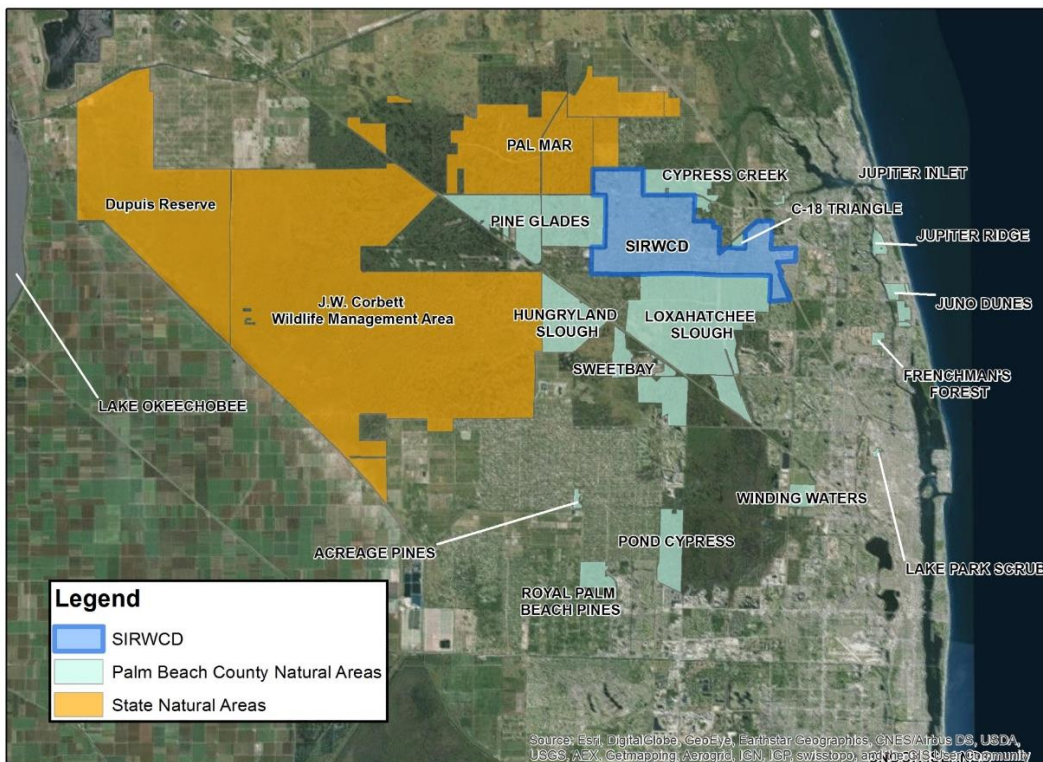 PAL MAR
CYPRESS CREEK
JUPITER INLET
C-18 TRIANGLE
Dupuis Reserve
PINE GLADES
JUPITER RIDGE
SIRWCD
J.W. Corbett
Wildlife Management Area
HUNGRYLAND
SLOUGH
LOXAHATCHEE
SLOUGH
JUNO DUNES
SWEETBAY
FRENCHMAN'S
FOREST
LAKE OKEECHOBEE
WINDING WATERS
ACREAGE PINES
POND CYPRESS
LAKE PARK SCRUB
ROYAL PALM
BEACH PINES
Legend
SIRWCD
Palm Beach County Natural Areas
State Natural Areas
Source: Esri, DigitalGlobe, GeoEye, Earthstar Geographics, CNES/Airbus DS, USDA,
USGS, AEX, Getmapping, Aerogrid, IGN, IGP, swisstopo, and the GIS User Community